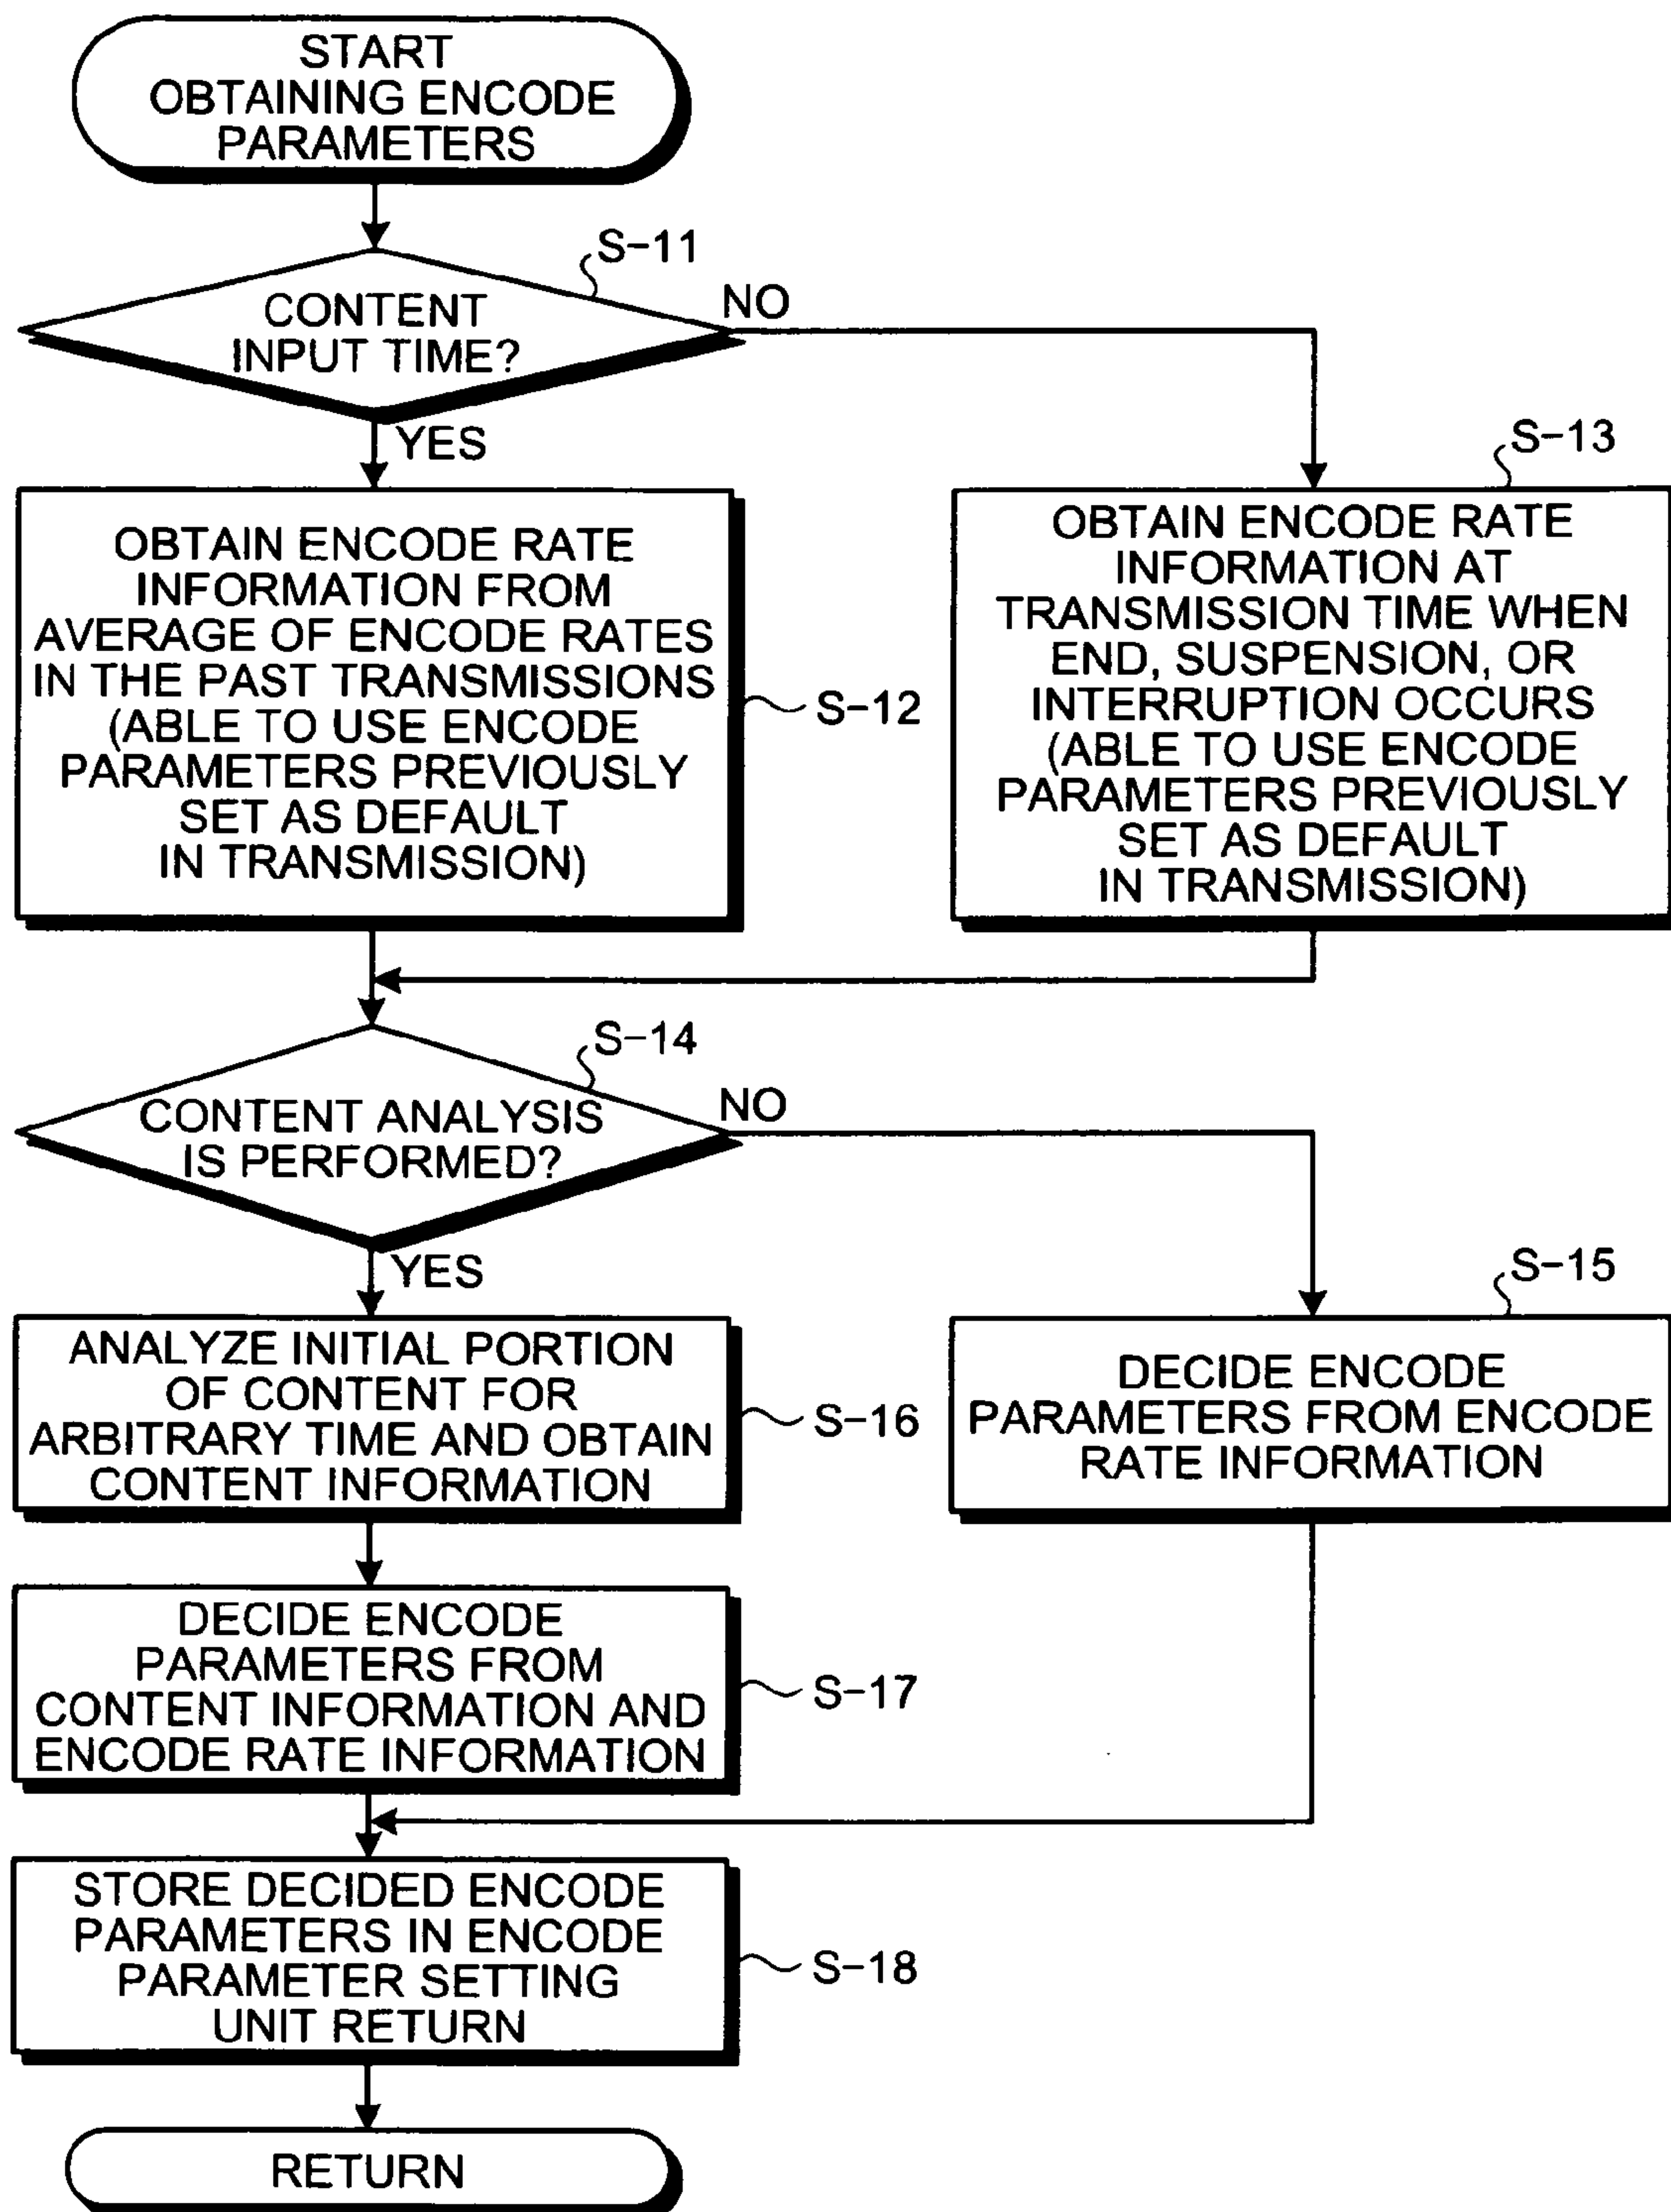 START
OBTAINING ENCODE
PARAMETERS
S-11
CONTENT
INPUT TIME?
NO
YES
S-13
OBTAIN ENCODE RATE
INFORMATION FROM
AVERAGE OF ENCODE RATES
IN THE PAST TRANSMISSIONS
(ABLE TO USE ENCODE
PARAMETERS PREVIOUSLY
SET AS DEFAULT
IN TRANSMISSION)
S-12
OBTAIN ENCODE RATE
INFORMATION AT
TRANSMISSION TIME WHEN
END, SUSPENSION, OR
INTERRUPTION OCCURS
(ABLE TO USE ENCODE
PARAMETERS PREVIOUSLY
SET AS DEFAULT
IN TRANSMISSION)
S-14
CONTENT ANALYSIS
IS PERFORMED?
NO
YES
S-15
ANALYZE INITIAL PORTION
OF CONTENT FOR
ARBITRARY TIME AND OBTAIN
CONTENT INFORMATION
S-16
DECIDE ENCODE
PARAMETERS FROM ENCODE
RATE INFORMATION
DECIDE ENCODE
PARAMETERS FROM
CONTENT INFORMATION AND
ENCODE RATE INFORMATION
S-17
STORE DECIDED ENCODE
PARAMETERS IN ENCODE
PARAMETER SETTING
UNIT RETURN
S-18
RETURN